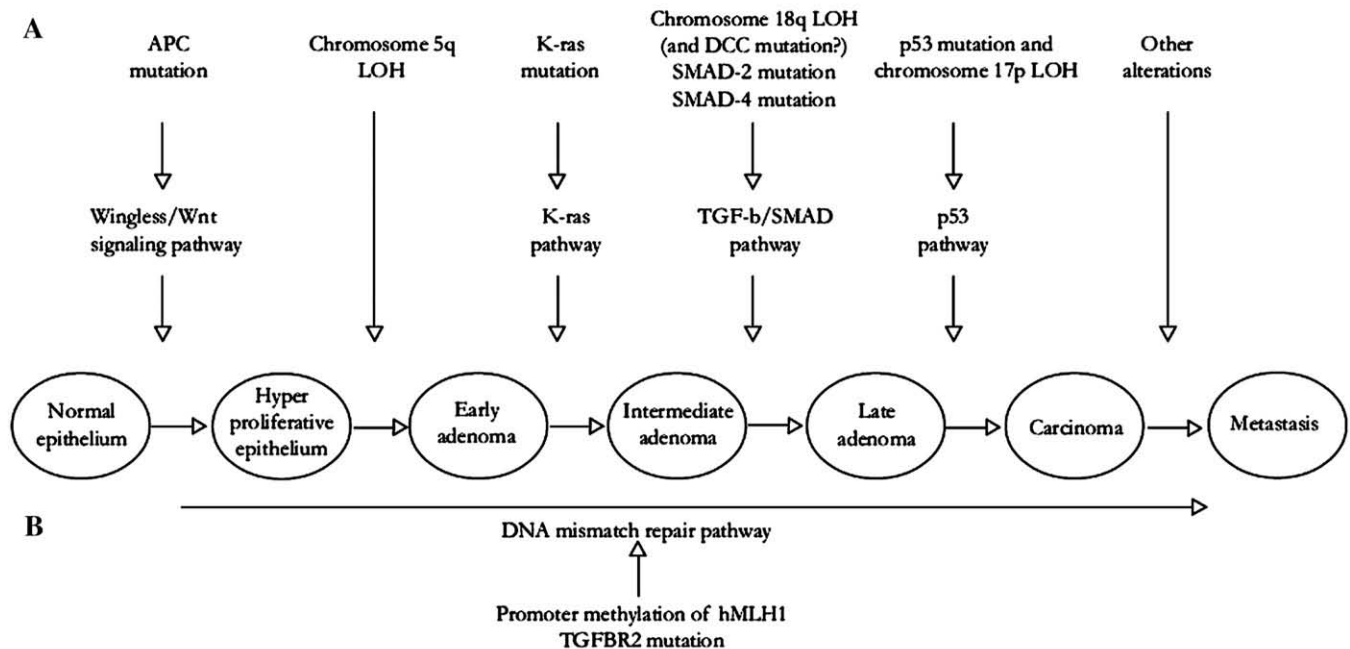 A
APC
mutation
Chromosome 5q
LOH
K-ras
mutation
Chromosome 18q LOH
(and DCC mutation?)
SMAD-2 mutation
SMAD-4 mutation
p53 mutation and
chromosome 17p LOH
Other
alterations
Wingless/Wnt
signaling pathway
K-ras
pathway
TGF-b/SMAD
pathway
p53
pathway
Normal
epithelium
Hyper
proliferative
epithelium
Early
adenoma
Intermediate
adenoma
Late
adenoma
Carcinoma
Metastasis
B
DNA mismatch repair pathway
Promoter methylation of hMLH1
TGFBR2 mutation